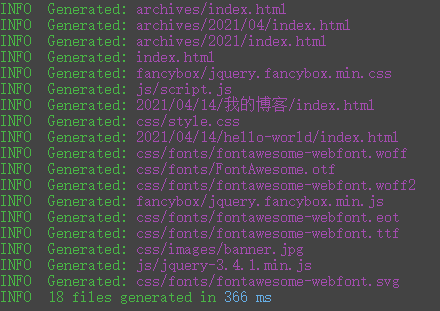 INFO  Generated: archives/index.html
INFO  Generated: archives/2021/04/index.html
INFO  Generated: archives/2021/index.html
INFO  Generated: index.html
INFO  Generated: fancybox/jquery.fancybox.min.css
INFO  Generated: js/script.js
INFO  Generated: 2021/04/14/我的博客/index.html
INFO  Generated: css/style.css
INFO  Generated: 2021/04/14/hello-world/index.html
INFO  Generated: css/fonts/fontawesome-webfont.woff
INFO  Generated: css/fonts/FontAwesome.otf
INFO  Generated: css/fonts/fontawesome-webfont.woff2
INFO  Generated: fancybox/jquery.fancybox.min.js
INFO  Generated: css/fonts/fontawesome-webfont.eot
INFO  Generated: css/fonts/fontawesome-webfont.ttf
INFO  Generated: css/images/banner.jpg
INFO  Generated: js/jquery-3.4.1.min.js
INFO  Generated: css/fonts/fontawesome-webfont.svg
INFO  18 files generated in 366 ms